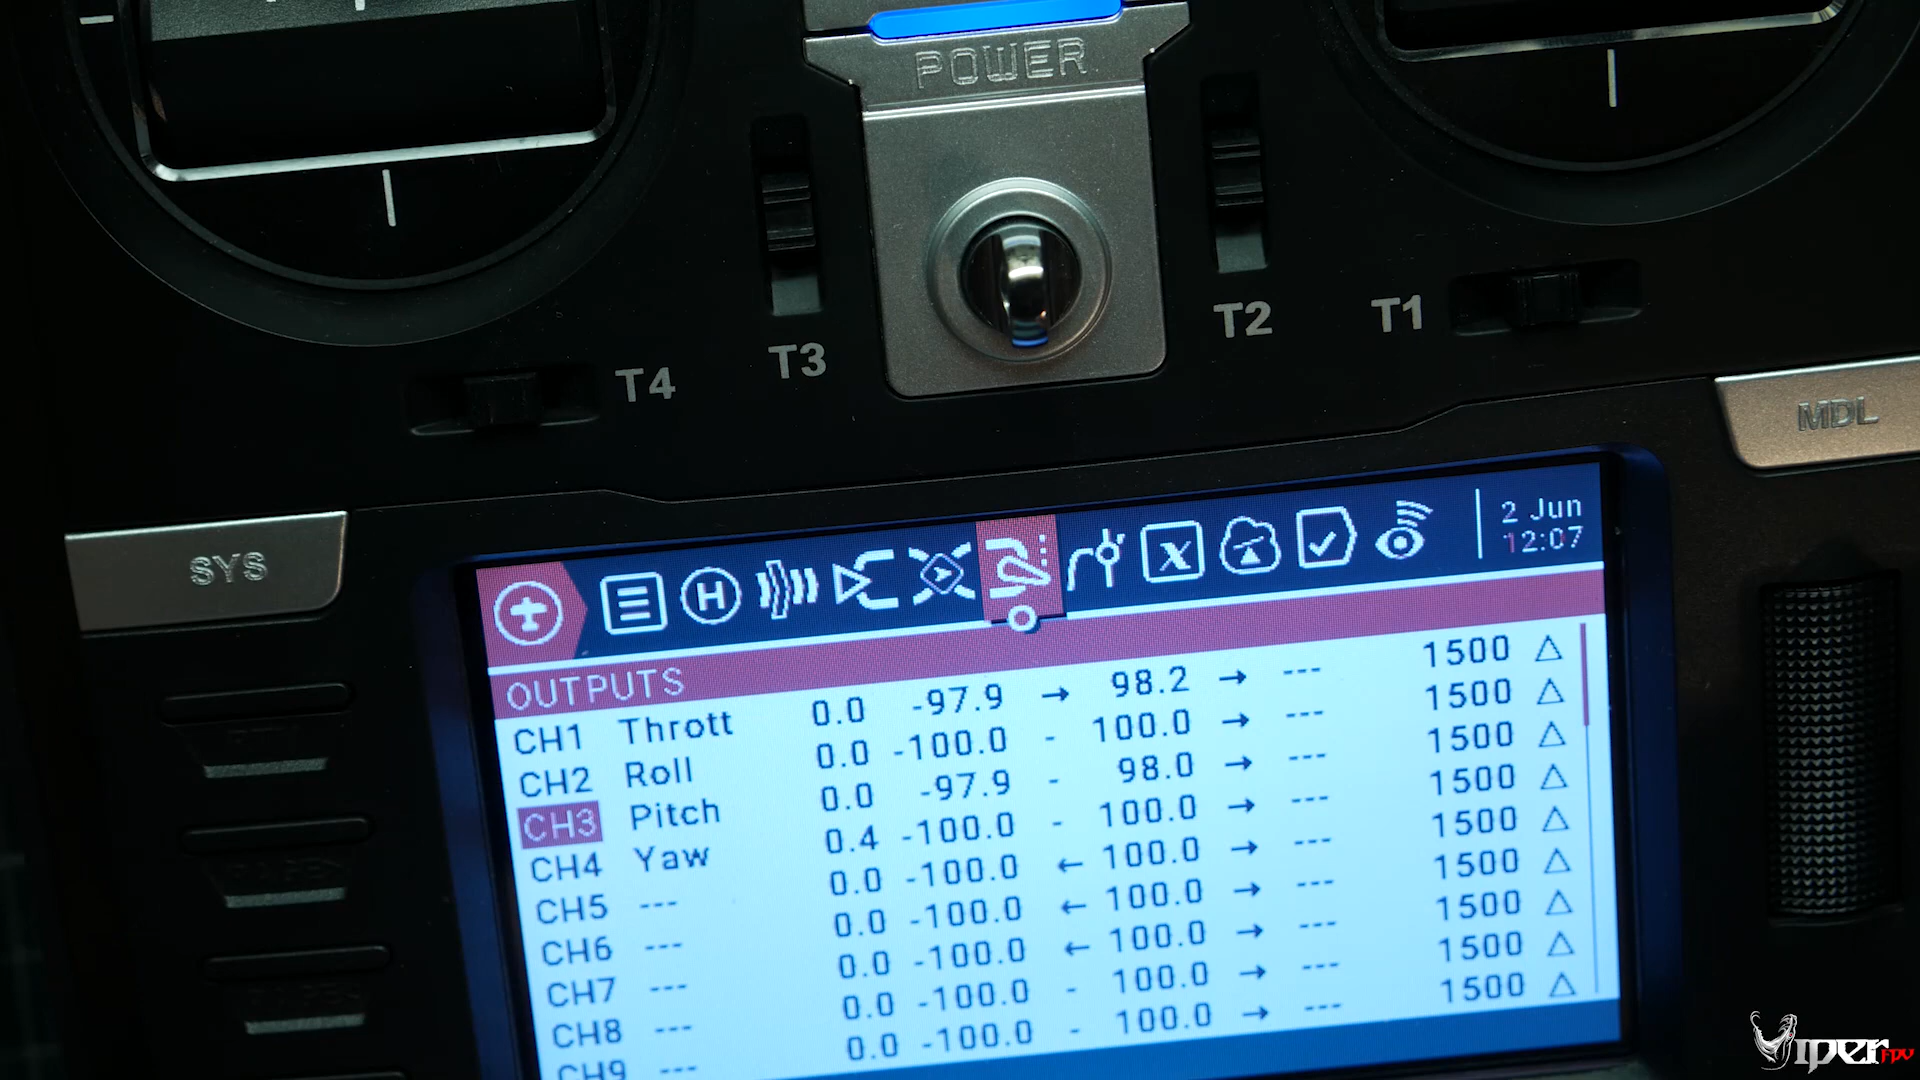 POWER
T4
T3
T2
T1
SYS
MDL
H
x
2 Jun
12:07
OUTPUTS
CH1 Thrott 0.0 -97.9 → 98.2 → --- 1500 △
CH2 Roll 0.0 -100.0 - 100.0 → --- 1500 △
CH3 Pitch 0.0 -97.9 - 98.0 → --- 1500 △
CH4 Yaw 0.4 -100.0 - 100.0 → --- 1500 △
CH5 --- 0.0 -100.0 ← 100.0 → --- 1500 △
CH6 --- 0.0 -100.0 ← 100.0 → --- 1500 △
CH7 --- 0.0 -100.0 ← 100.0 → --- 1500 △
CH8 --- 0.0 -100.0 - 100.0 → --- 1500 △
CH9 --- 0.0 -100.0 - 100.0 → --- 1500 △
Viper FPV